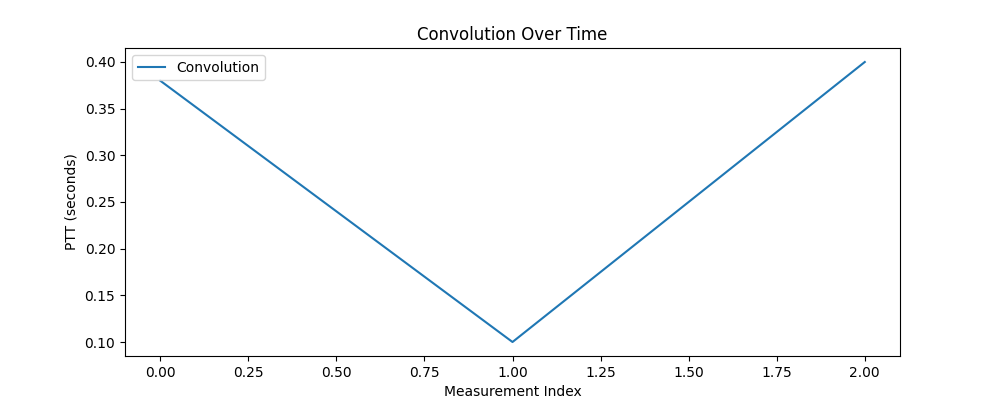 Convolution Over Time
Convolution
PTT (seconds)
0.40
0.35
0.30
0.25
0.20
0.15
0.10
0.00 0.25 0.50 0.75 1.00 1.25 1.50 1.75 2.00
Measurement Index